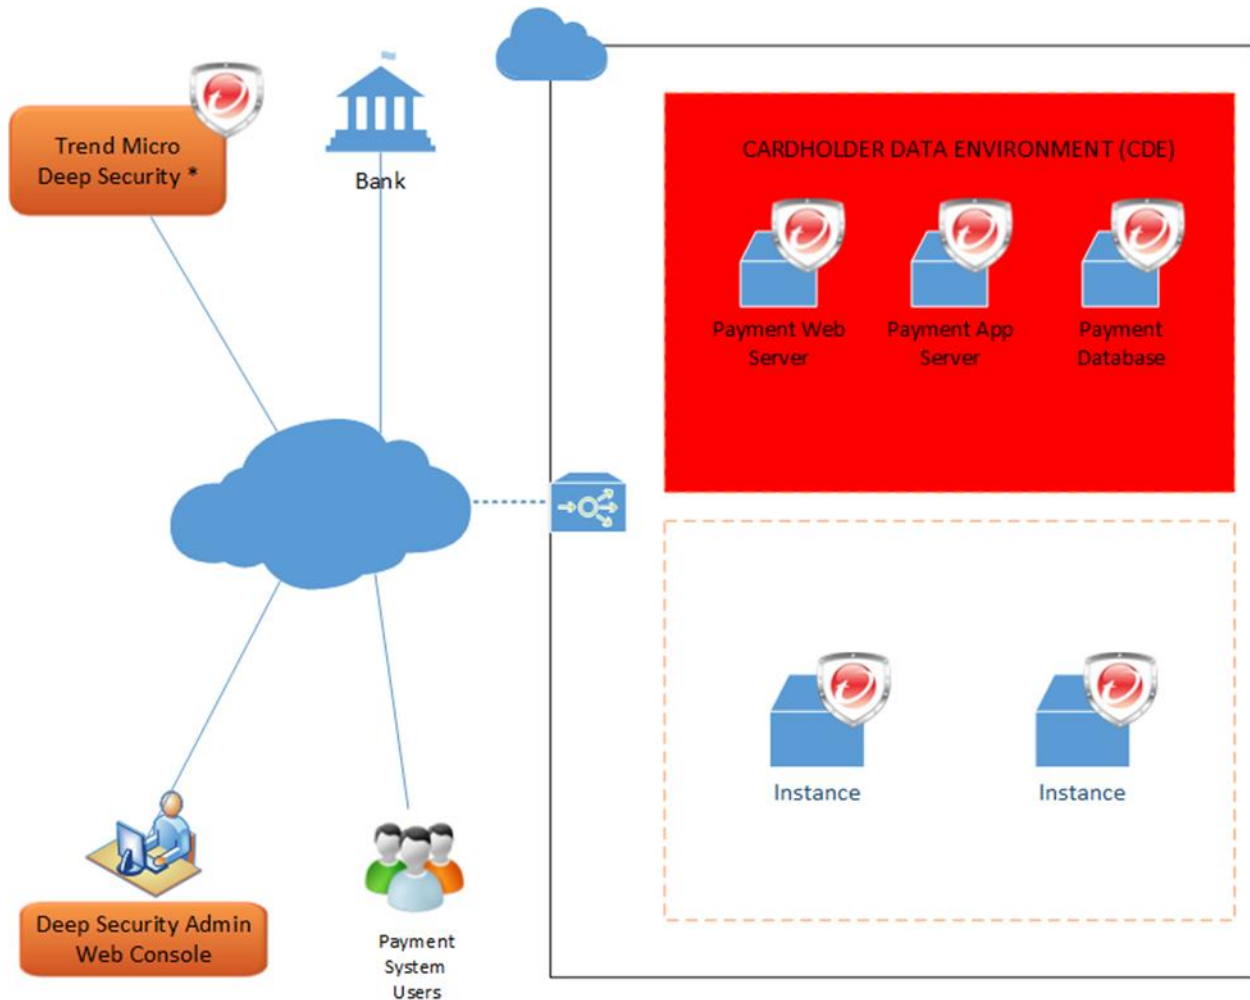 Trend Micro
Deep Security *
Bank
CARDHOLDER DATA ENVIRONMENT (CDE)
Payment Web
Server
Payment App
Server
Payment
Database
Instance
Instance
Deep Security Admin
Web Console
Payment
System
Users